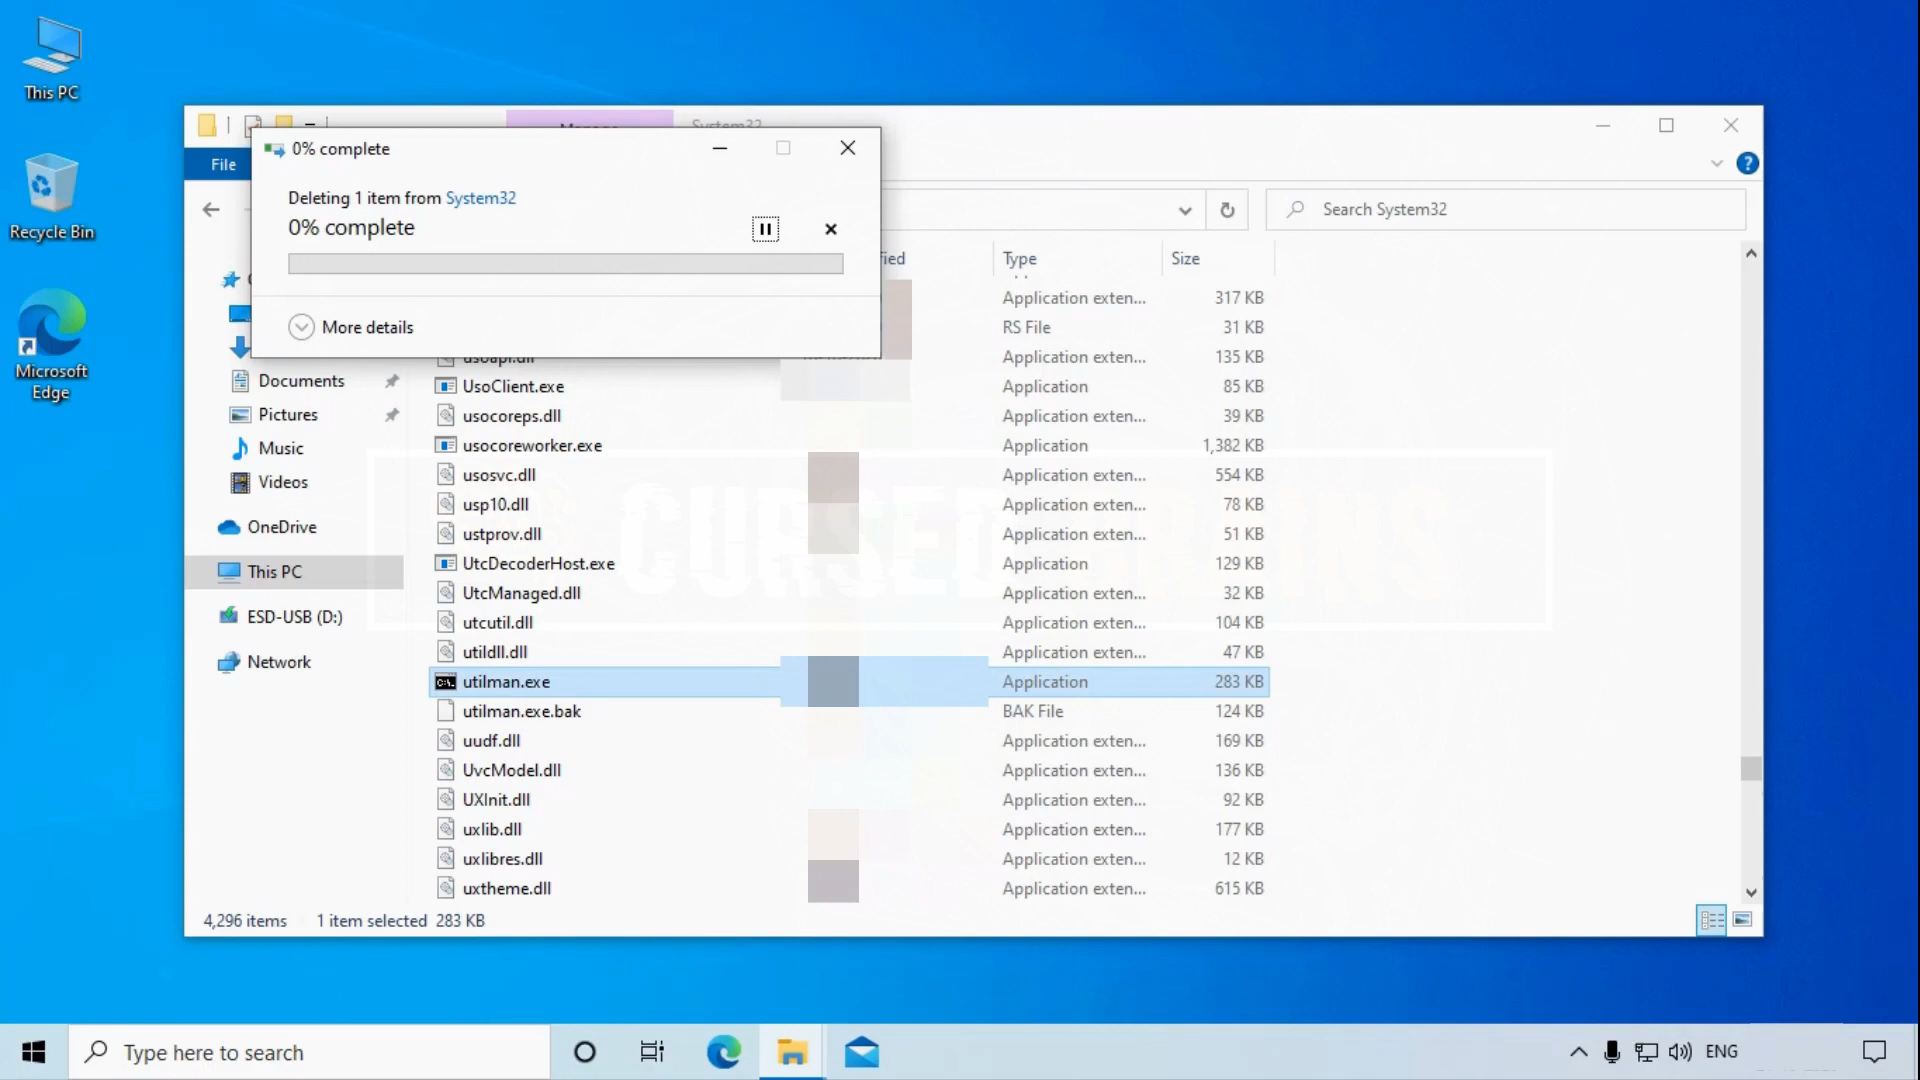 This PC
Recycle Bin
Microsoft
Edge
System32
File
0% complete
Deleting 1 item from System32
0% complete
More details
Search System32
Type
Size
Application exten... 317 KB
RS File 31 KB
usoapi.dll Application exten... 135 KB
UsoClient.exe Application 85 KB
usocoreps.dll Application exten... 39 KB
usocoreworker.exe Application 1,382 KB
usosvc.dll Application exten... 554 KB
usp10.dll Application exten... 78 KB
ustprov.dll Application exten... 51 KB
UtcDecoderHost.exe Application 129 KB
UtcManaged.dll Application exten... 32 KB
utcutil.dll Application exten... 104 KB
utildll.dll Application exten... 47 KB
utilman.exe Application 283 KB
utilman.exe.bak BAK File 124 KB
uudf.dll Application exten... 169 KB
UvcModel.dll Application exten... 136 KB
UXInit.dll Application exten... 92 KB
uxlib.dll Application exten... 177 KB
uxlibres.dll Application exten... 12 KB
uxtheme.dll Application exten... 615 KB
Documents
Pictures
Music
Videos
OneDrive
This PC
ESD-USB (D:)
Network
CURSED
4,296 items 1 item selected 283 KB
Type here to search
ENG